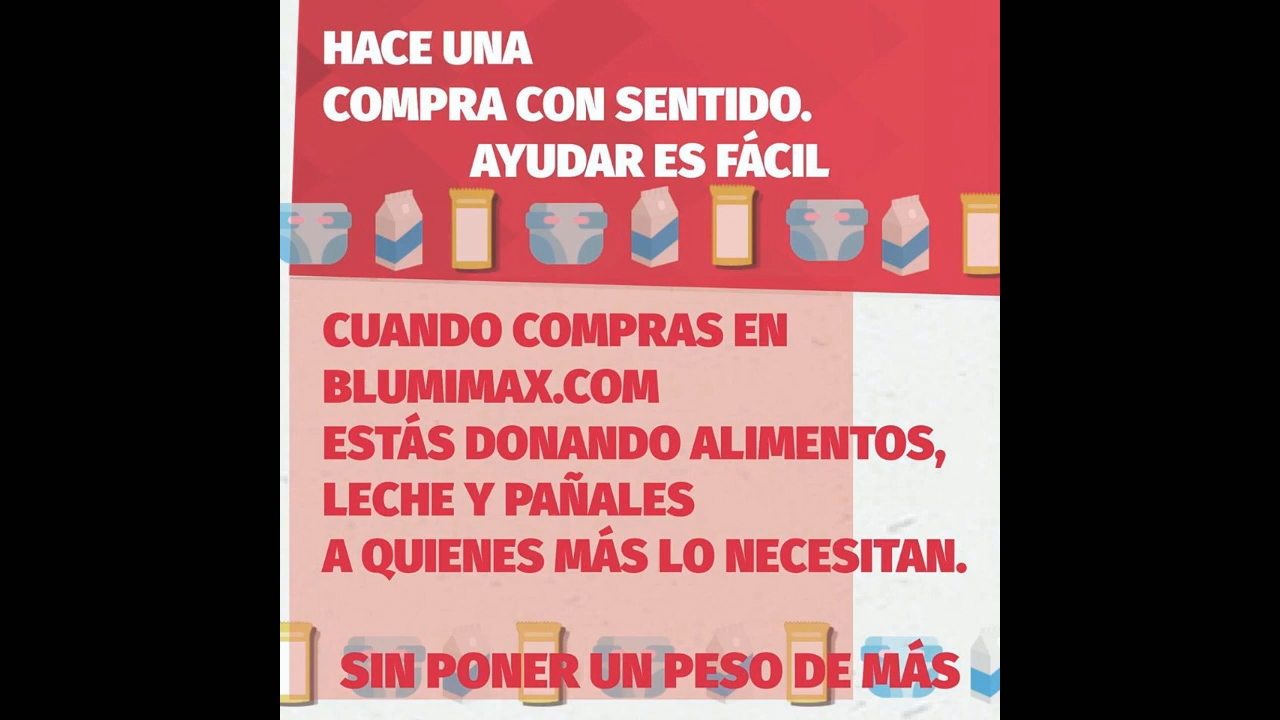 HACE UNA
COMPRA CON SENTIDO.
AYUDAR ES FÁCIL
CUANDO COMPRAS EN
BLUMIMAX.COM
ESTÁS DONANDO ALIMENTOS,
LECHE Y PAÑALES
A QUIENES MÁS LO NECESITAN.
SIN PONER UN PESO DE MÁS